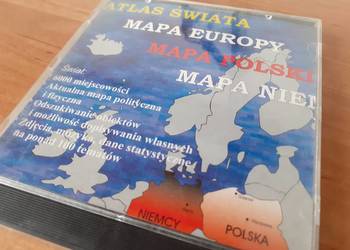 ATLAS ŚWIATA
MAPA EUROPY
MAPA POLSKI
MAPA NIEM
Świat:
6000 miejscowości
Aktualna mapa polityczna
i fizyczna
Odszukiwanie obiektów
i możliwość dopisywania własnych
Zdjęcia, muzyka, dane statystyczne
na ponad 100 tematów
NIEMCY
POLSKA